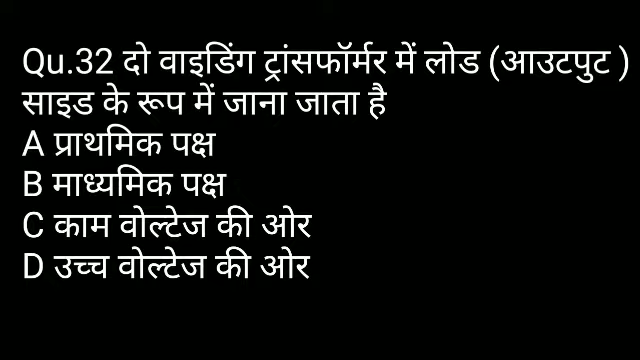 Qu.32 दो वाइडिंग ट्रांसफॉर्मर में लोड (आउटपुट )
साइड के रूप में जाना जाता है
A प्राथमिक पक्ष
B माध्यमिक पक्ष
C काम वोल्टेज की ओर
D उच्च वोल्टेज की ओर